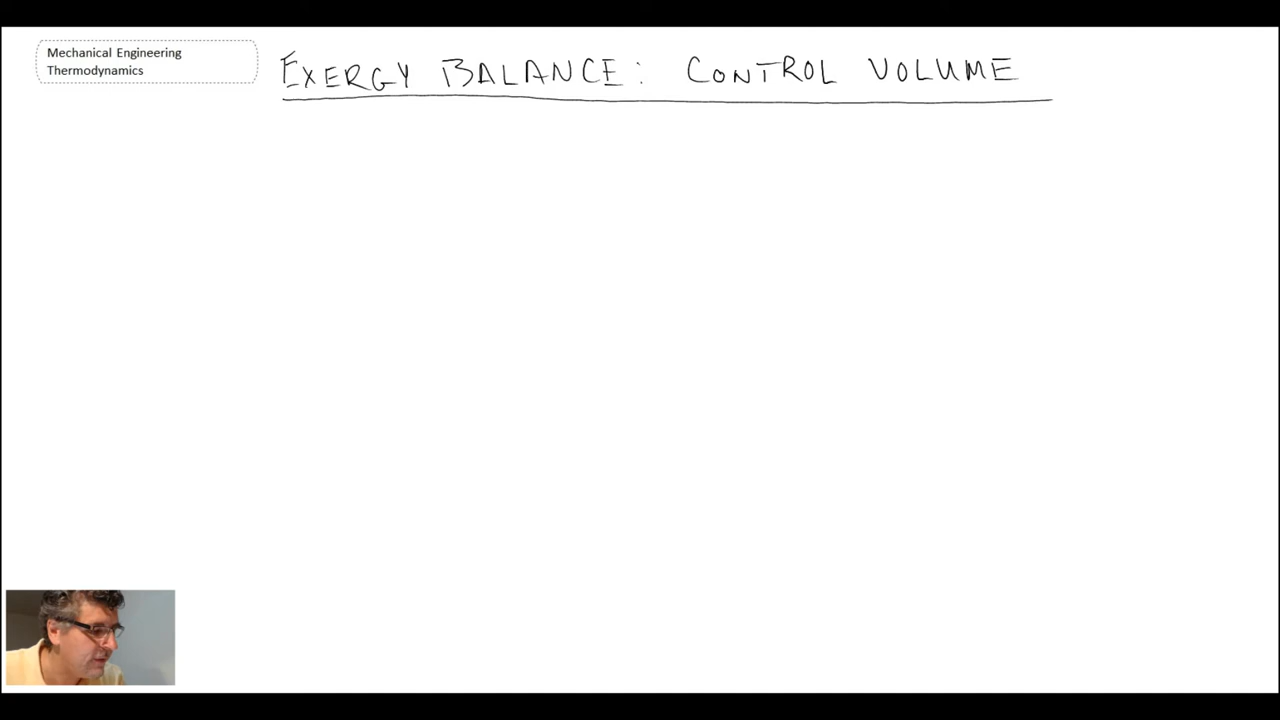 Mechanical Engineering
Thermodynamics
EXERGY BALANCE: CONTROL VOLUME